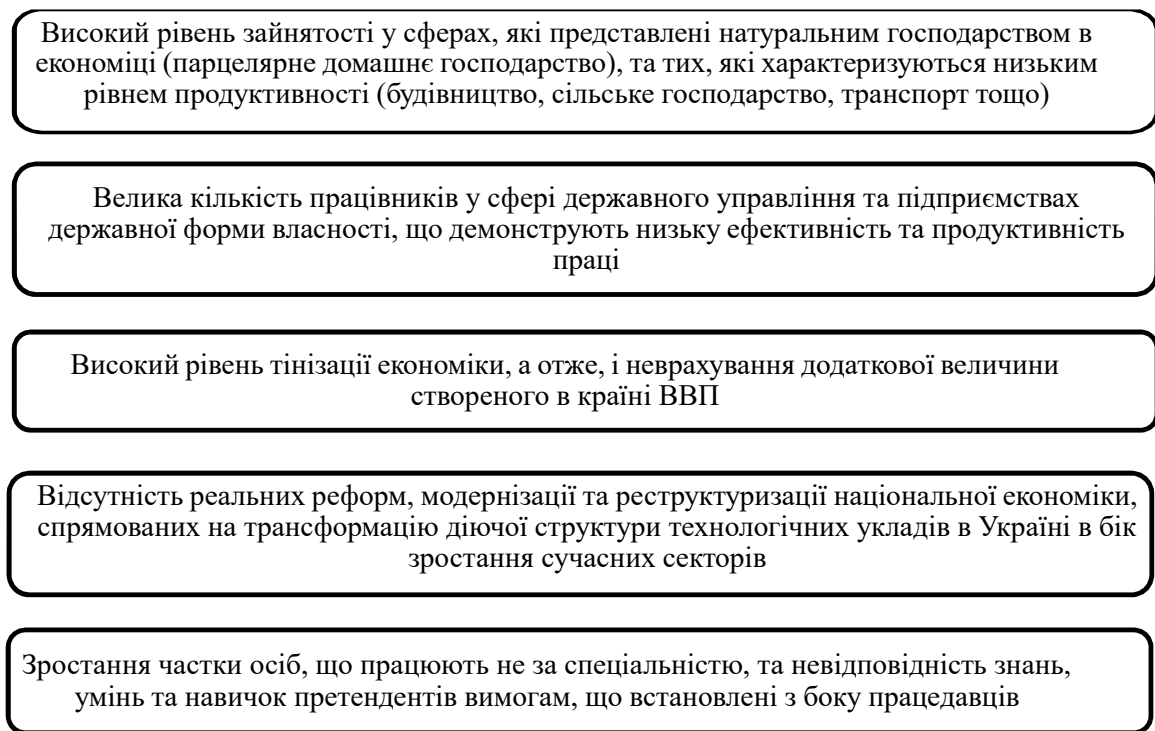 Високий рівень зайнятості у сферах, які представлені натуральним господарством в
економіці (парцелярне домашнє господарство), та тих, які характеризуються низьким
рівнем продуктивності (будівництво, сільське господарство, транспорт тощо)
Велика кількість працівників у сфері державного управління та підприємствах
державної форми власності, що демонструють низьку ефективність та продуктивність
праці
Високий рівень тінізації економіки, а отже, і неврахування додаткової величини
створеного в країні ВВП
Відсутність реальних реформ, модернізації та реструктуризації національної економіки,
спрямованих на трансформацію діючої структури технологічних укладів в Україні в бік
зростання сучасних секторів
Зростання частки осіб, що працюють не за спеціальністю, та невідповідність знань,
умінь та навичок претендентів вимогам, що встановлені з боку працедавців